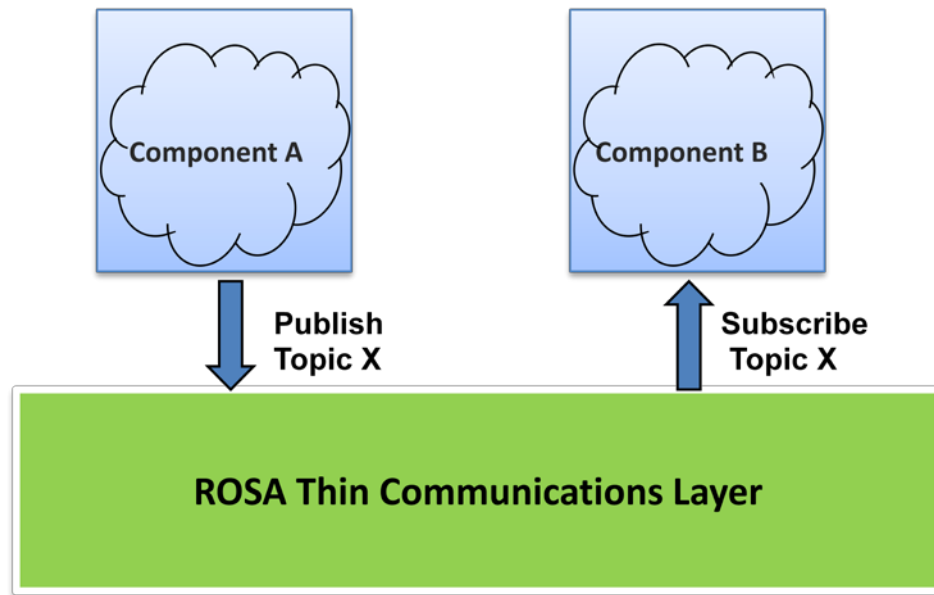 Component A
Component B
Publish
Topic X
Subscribe
Topic X
ROSA Thin Communications Layer